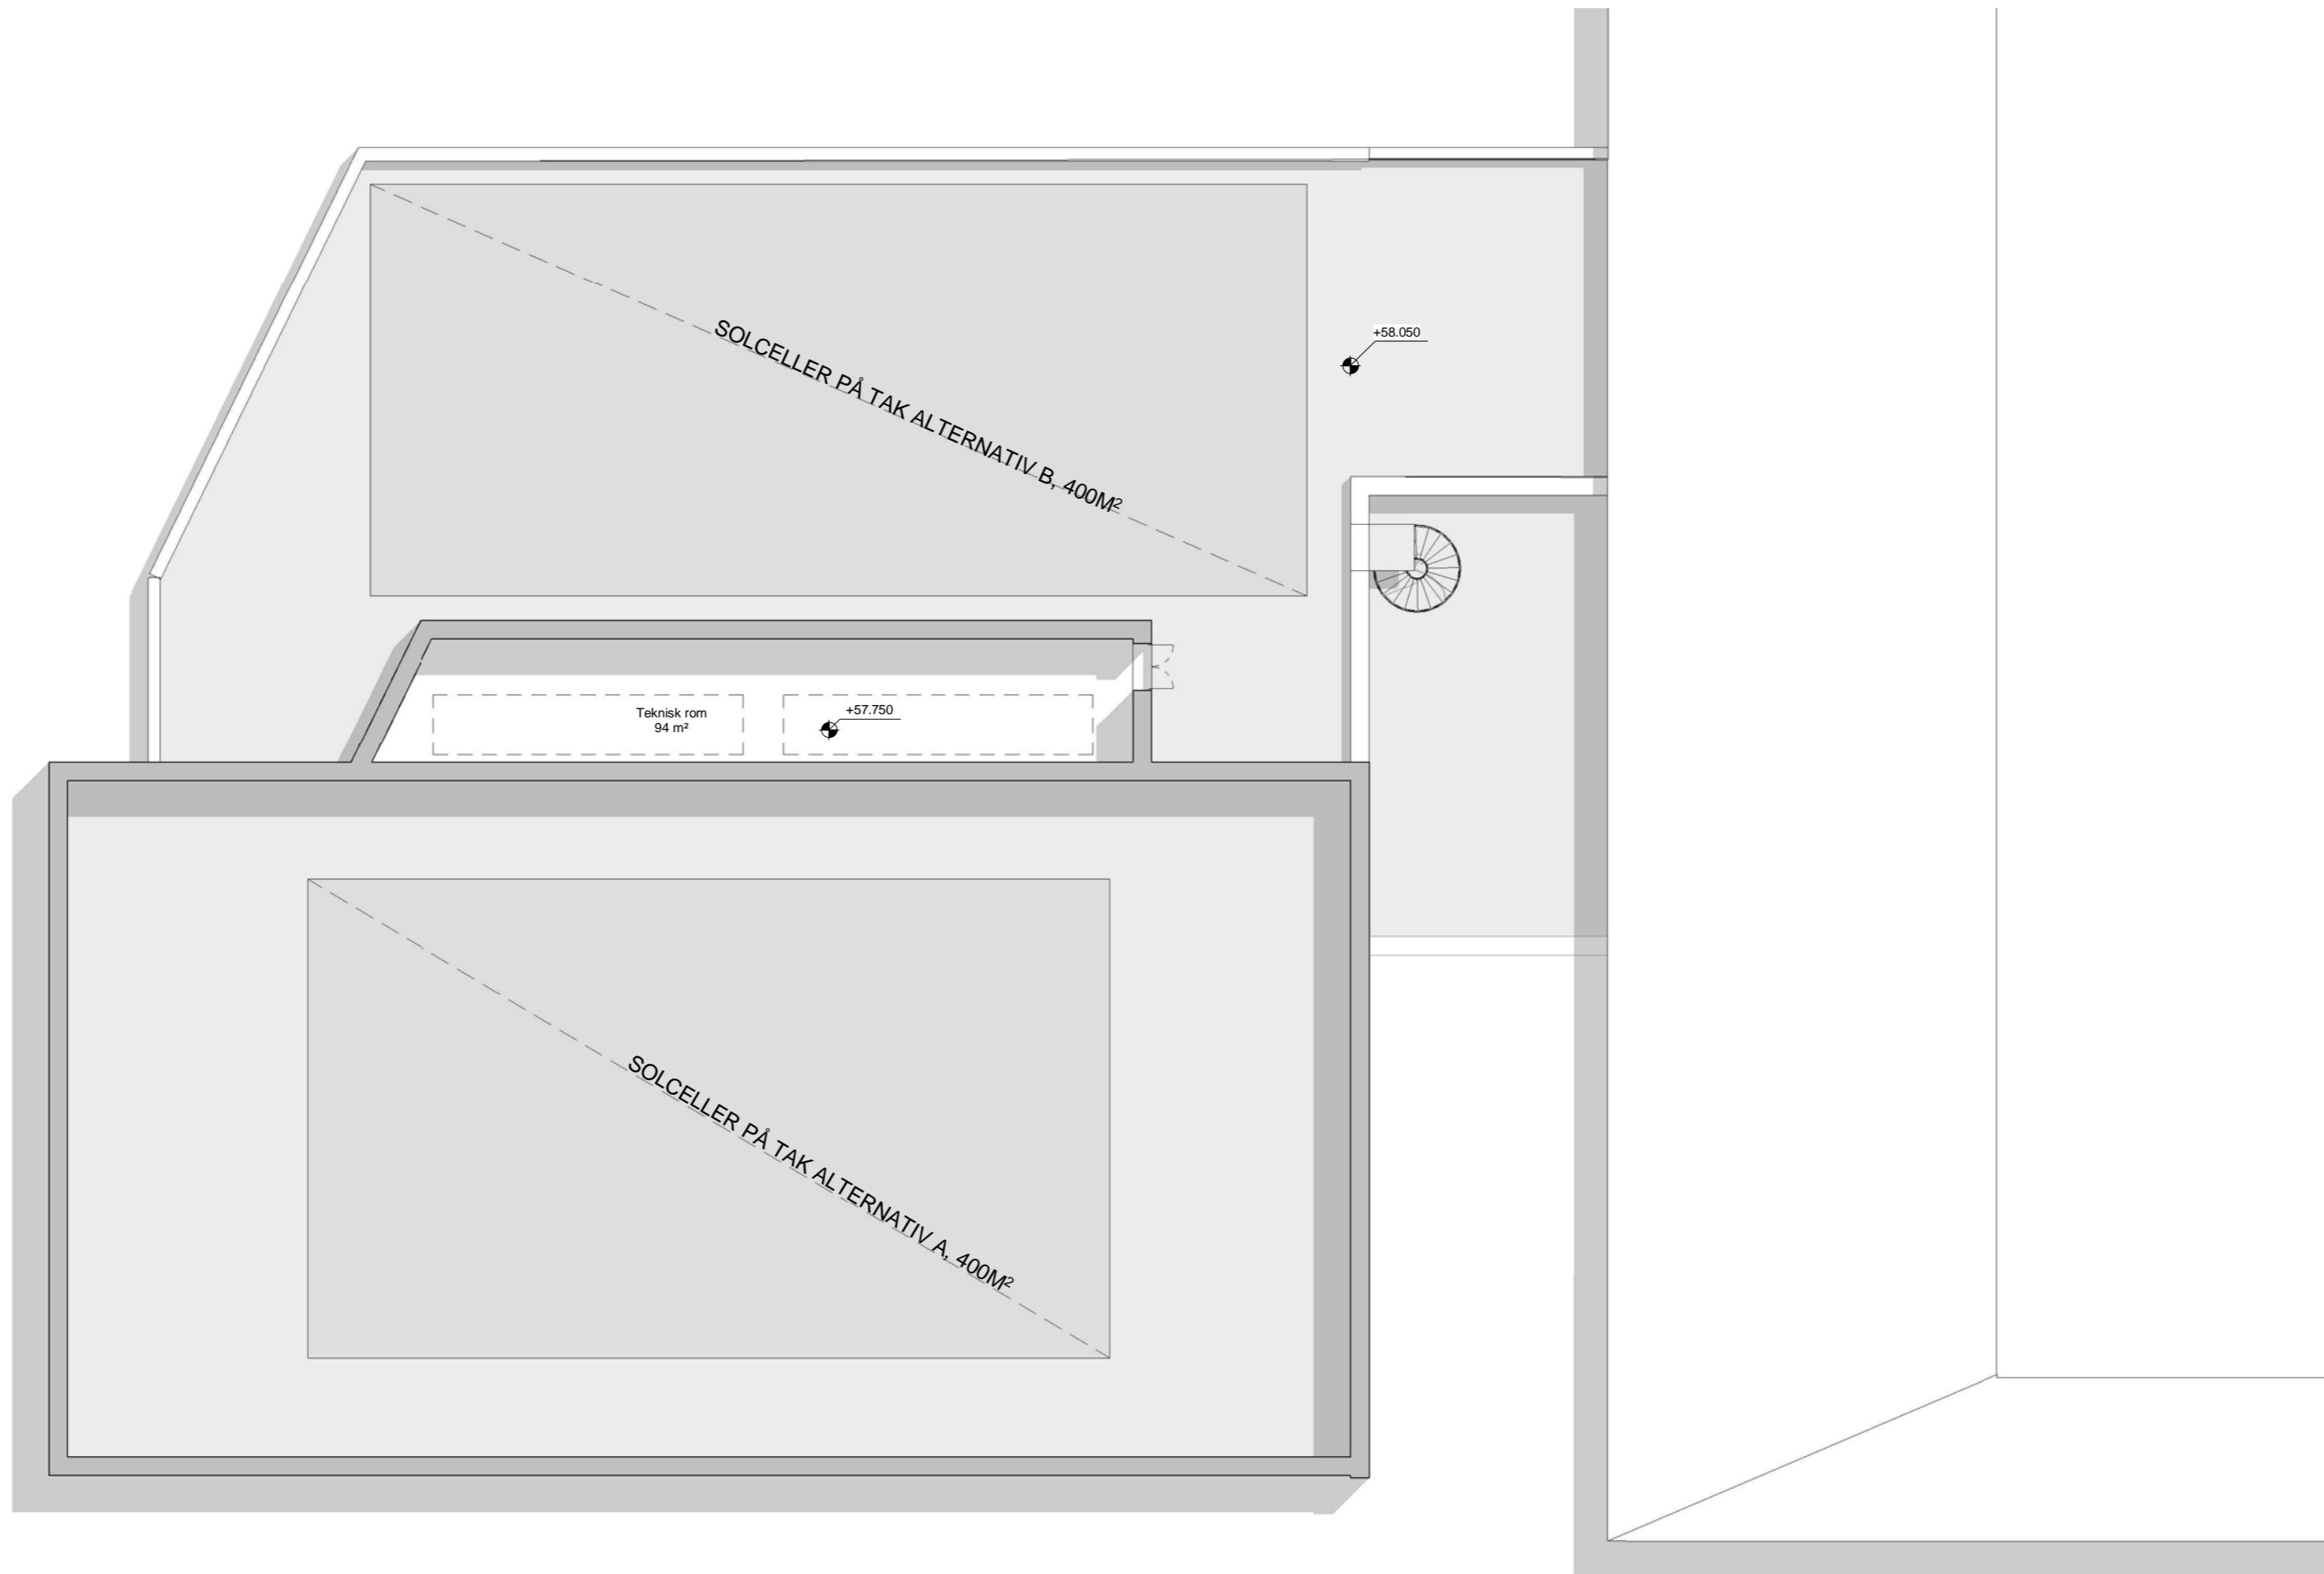 SOLCELLER PÅ TAK ALTERNATIV B, 400M²
+58.050
Teknisk rom
94 m²
+57.750
SOLCELLER PÅ TAK ALTERNATIV A, 400M²